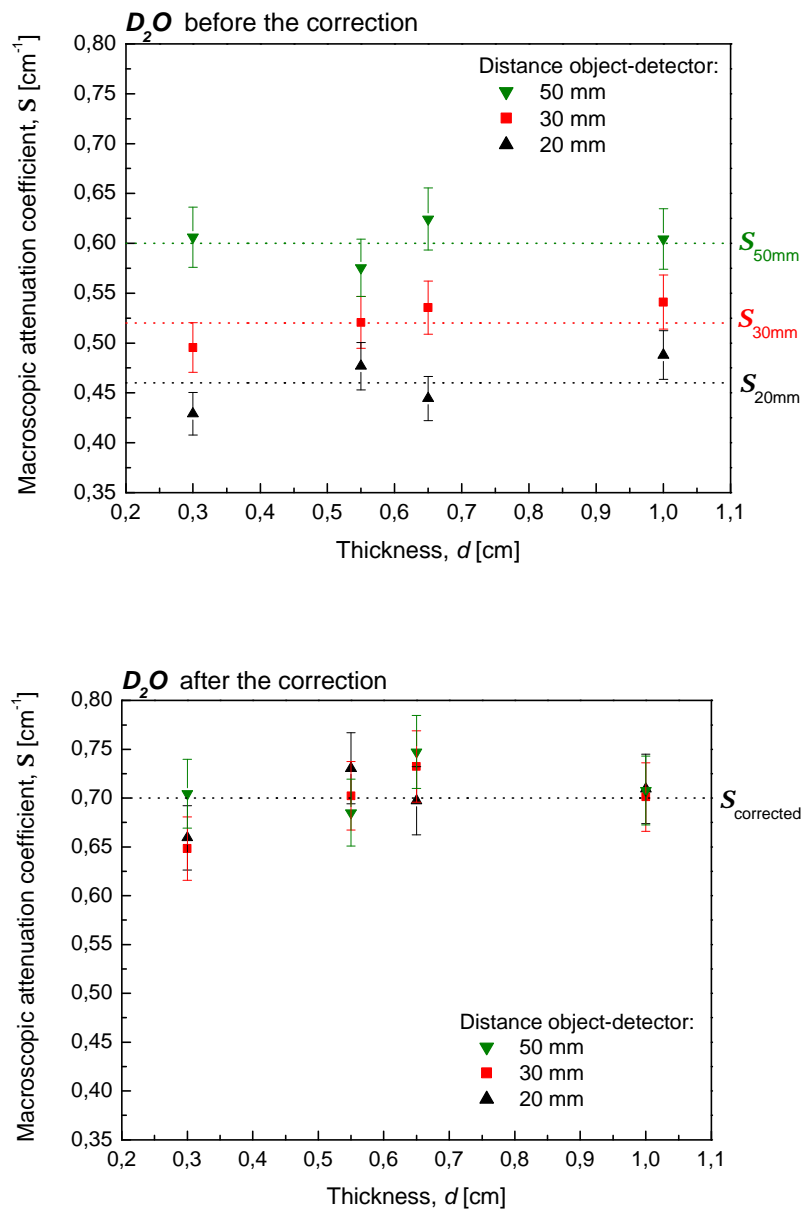 D2O before the correction
Macroscopic attenuation coefficient, S [cm-1]
0,80
0,75
0,70
0,65
0,60
0,55
0,50
0,45
0,40
0,35
Distance object-detector:
50 mm
30 mm
20 mm
S50mm
S30mm
S20mm
0,2 0,3 0,4 0,5 0,6 0,7 0,8 0,9 1,0 1,1
Thickness, d [cm]
D2O after the correction
Macroscopic attenuation coefficient, S [cm-1]
0,80
0,75
0,70
0,65
0,60
0,55
0,50
0,45
0,40
0,35
Scorrected
Distance object-detector:
50 mm
30 mm
20 mm
0,2 0,3 0,4 0,5 0,6 0,7 0,8 0,9 1,0 1,1
Thickness, d [cm]